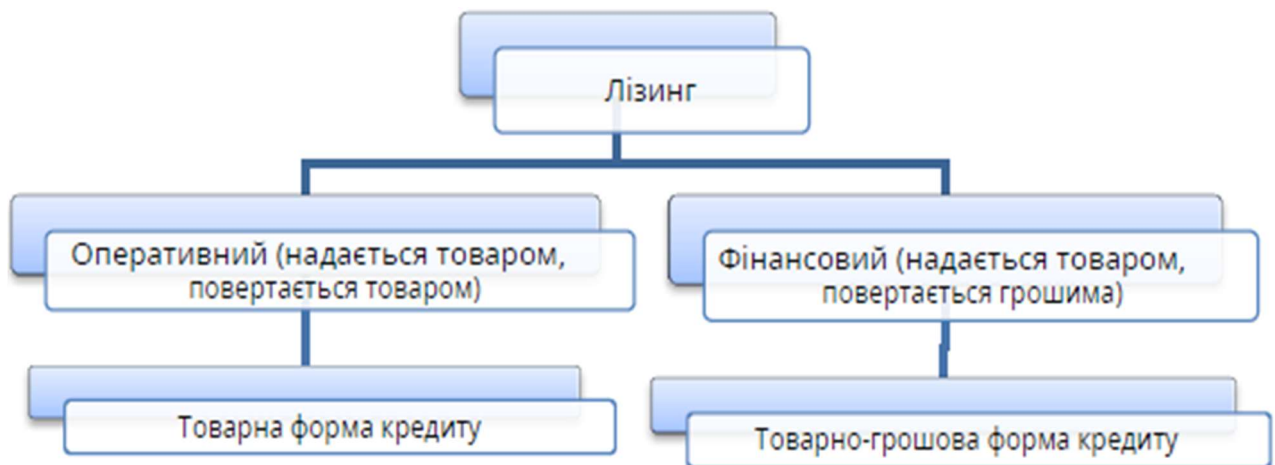 Лізинг
Оперативний (надається товаром,
повертається товаром)
Фінансовий (надається товаром,
повертається грошима)
Товарна форма кредиту
Товарно-грошова форма кредиту